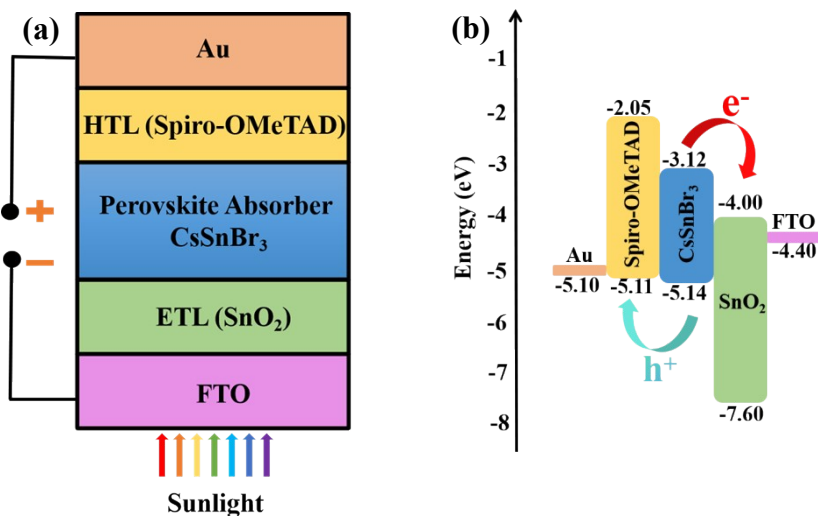 (a)
Au
HTL (Spiro-OMeTAD)
Perovskite Absorber
CsSnBr₃
ETL (SnO₂)
FTO
+
−
Sunlight
(b)
Energy (eV)
-1
-2
-3
-4
-5
-6
-7
-8
Au
-5.10
-2.05
Spiro-OMeTAD
-5.11
-3.12
CsSnBr₃
-5.14
-4.00
SnO₂
-7.60
FTO
-4.40
e⁻
h⁺